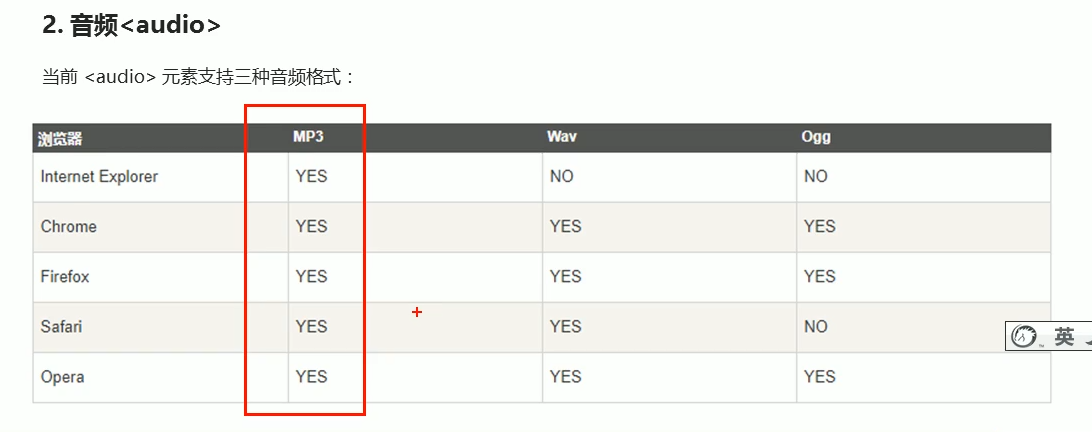 2. 音频<audio>
当前 <audio> 元素支持三种音频格式：
浏览器 MP3 Wav Ogg
Internet Explorer YES NO NO
Chrome YES YES YES
Firefox YES YES YES
Safari YES YES NO
英
Opera YES YES YES